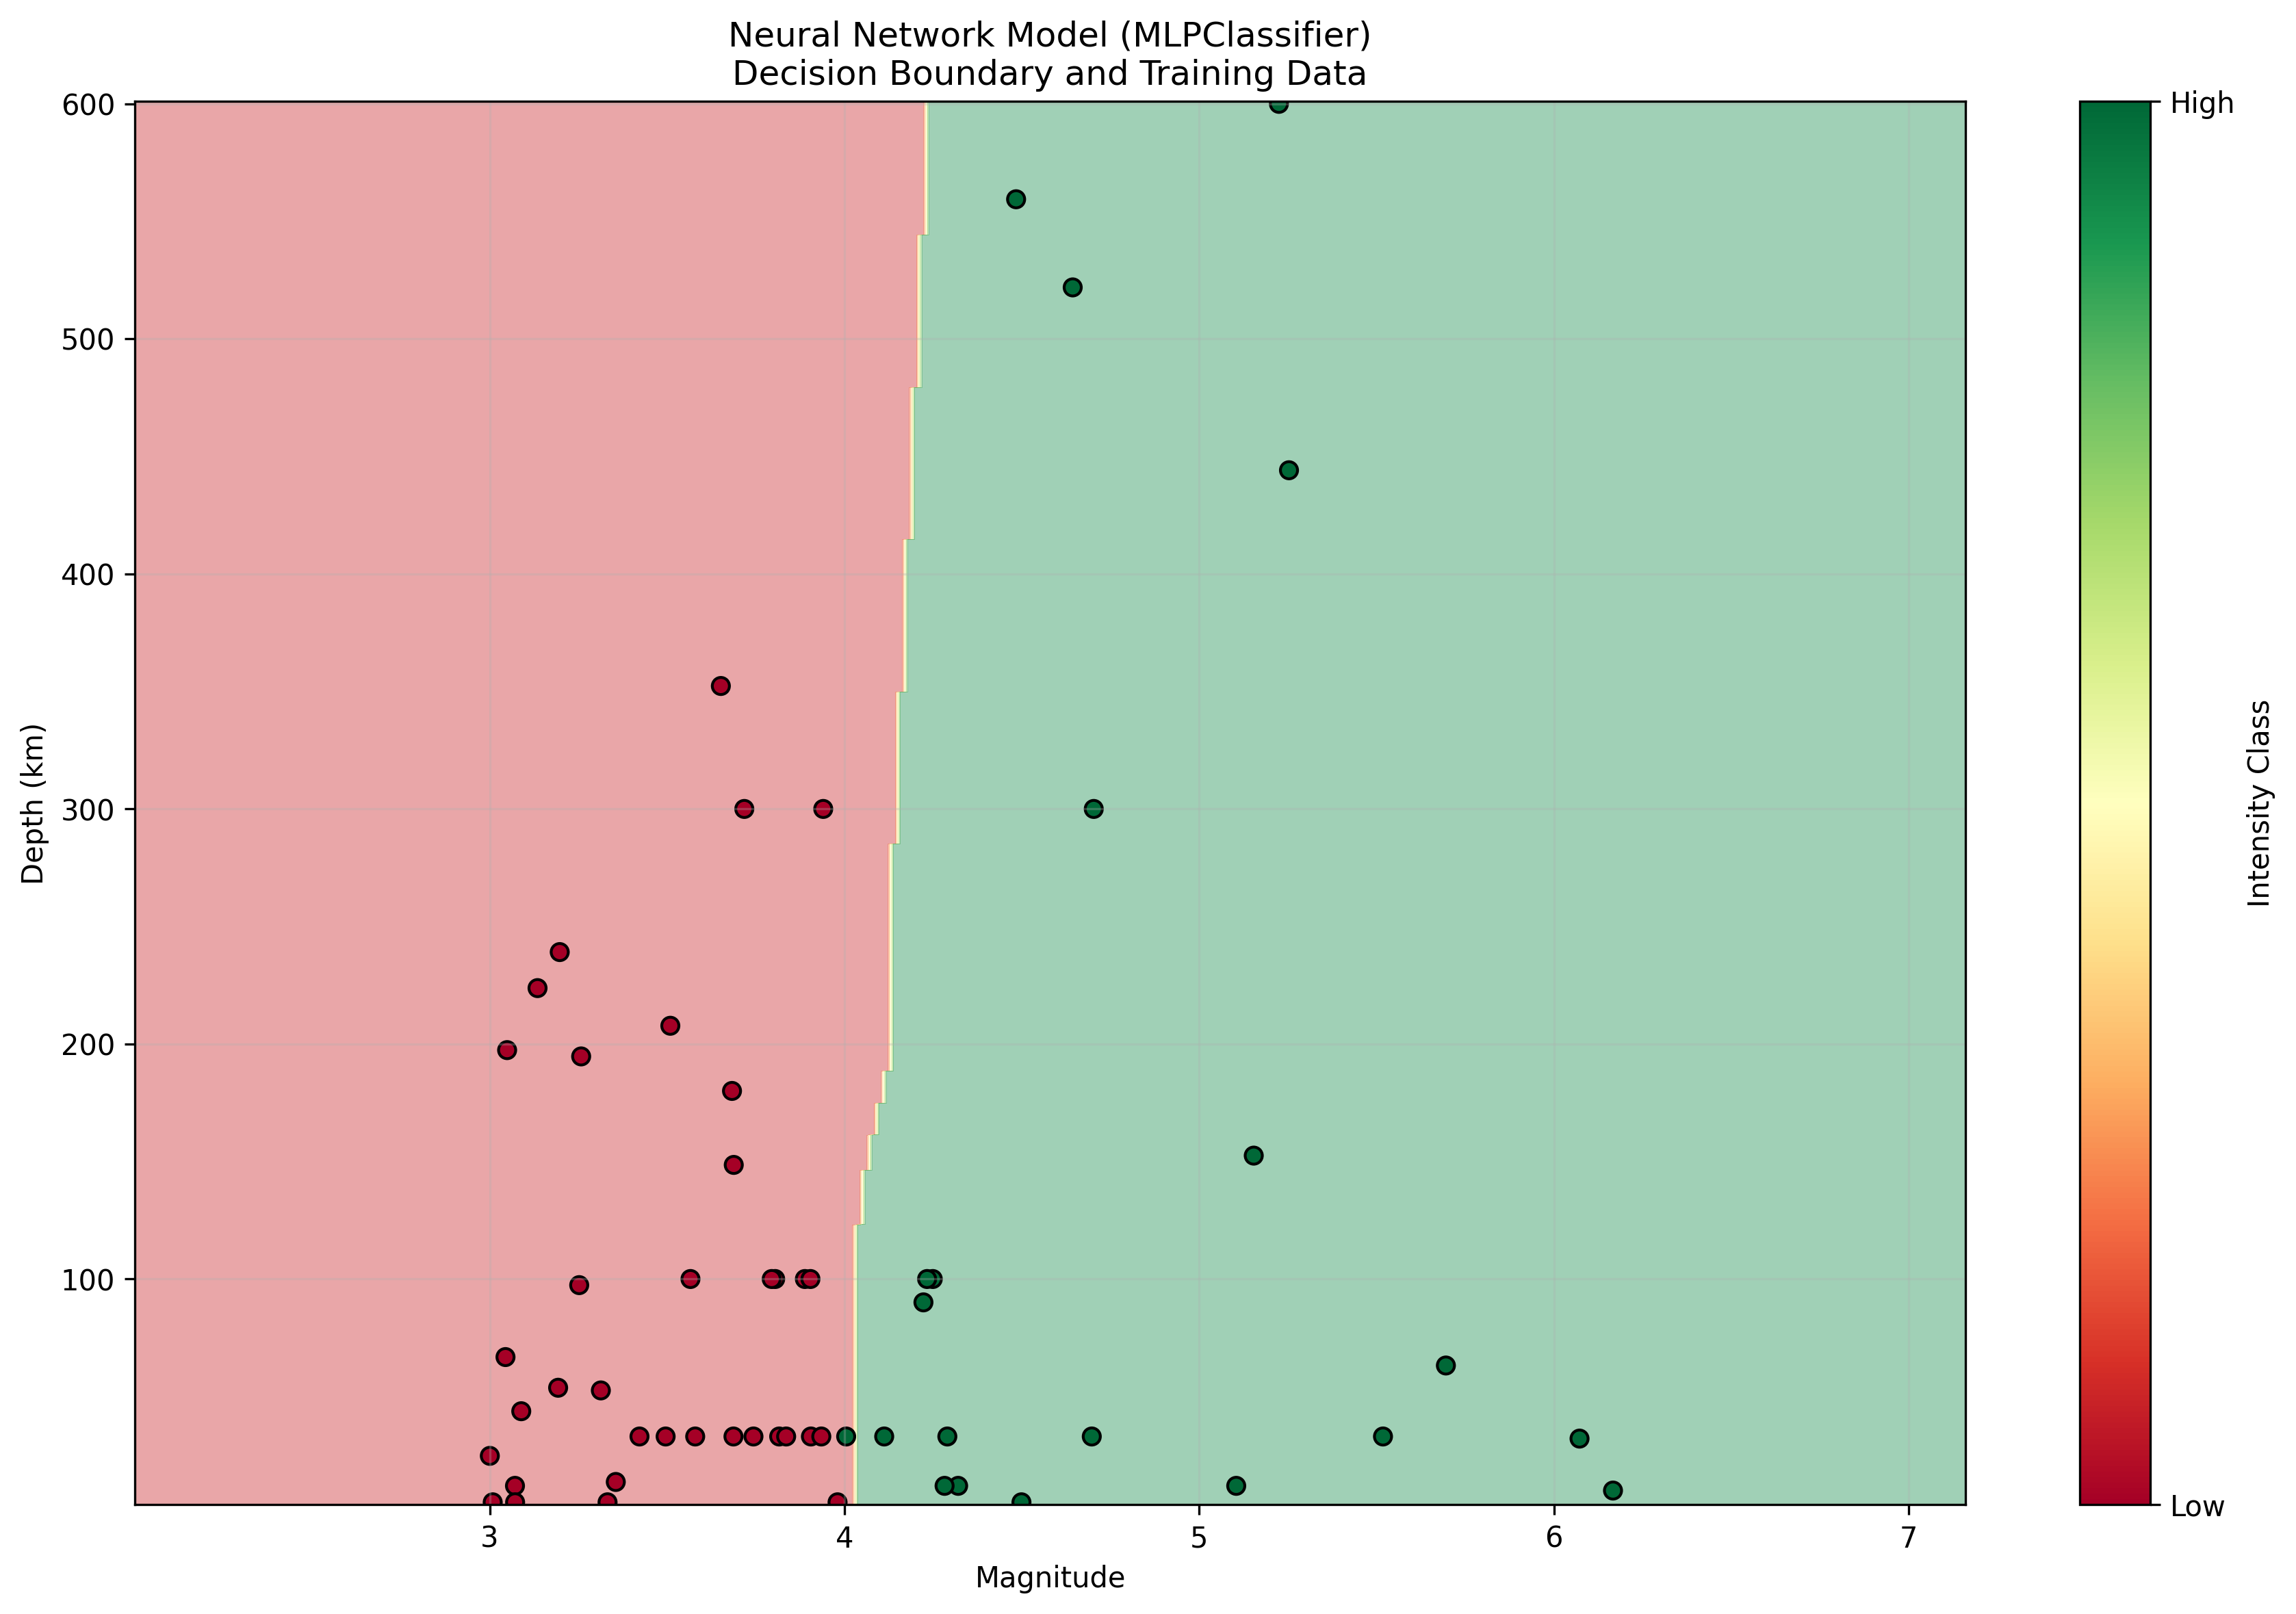 Neural Network Model (MLPClassifier)
Decision Boundary and Training Data
600
500
400
300
200
100
Depth (km)
3
4
5
6
7
Magnitude
High
Low
Intensity Class